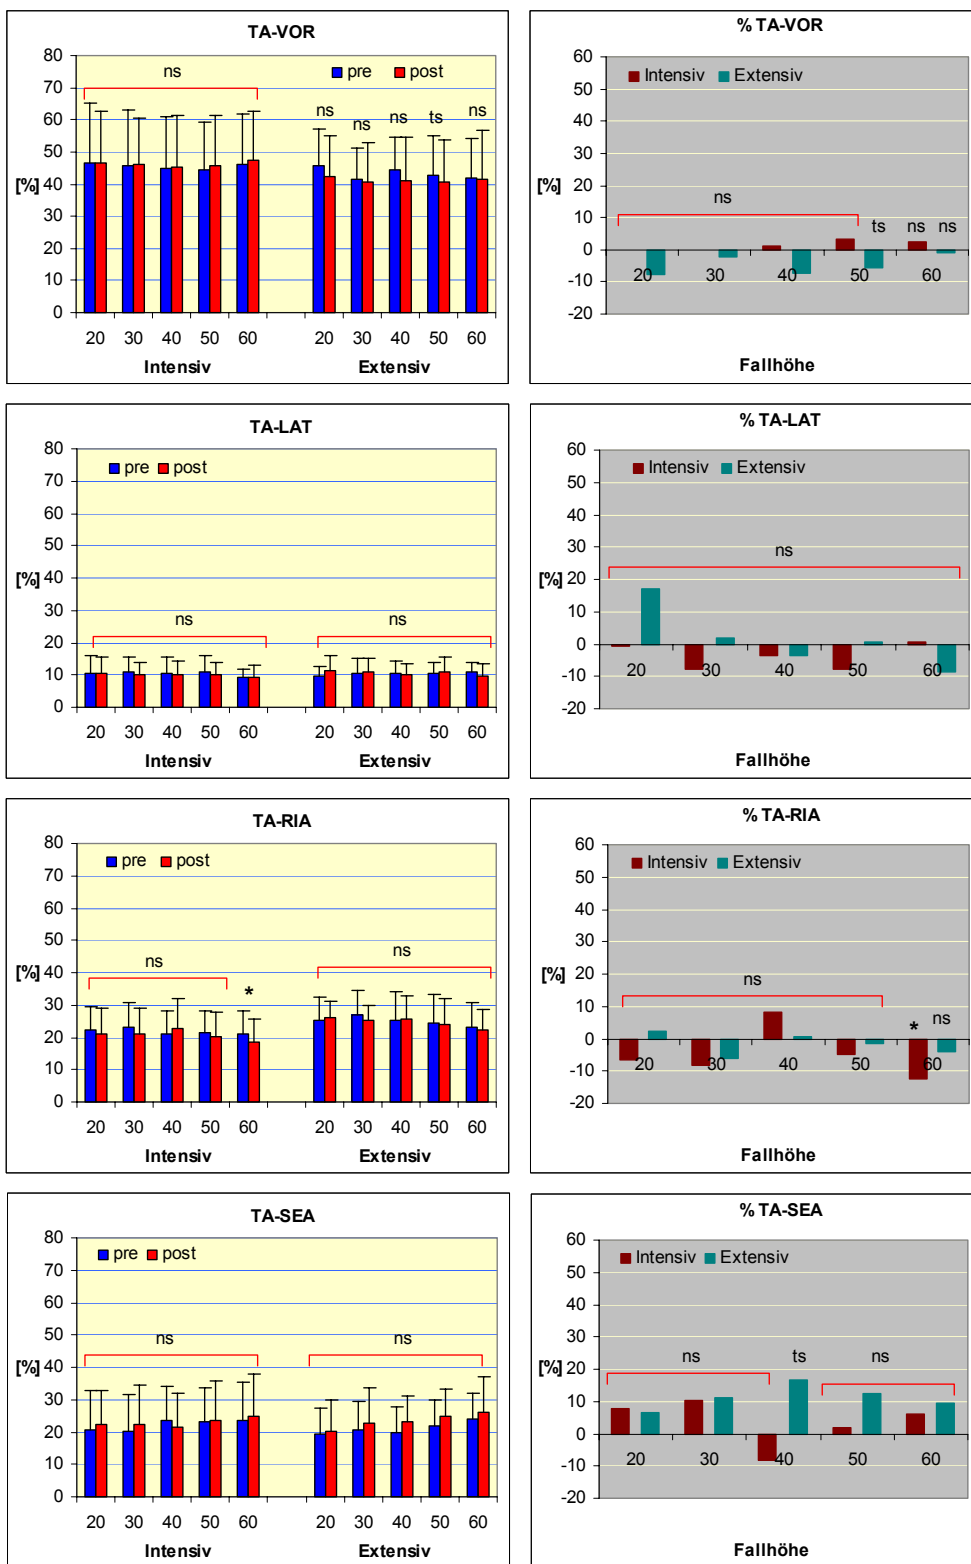 TA-VOR
pre post
ns
ns ns ns ts ns
80
70
60
50
[%]
40
30
20
10
0
20 30 40 50 60 20 30 40 50 60
Intensiv Extensiv
% TA-VOR
Intensiv Extensiv
60
50
40
30
[%]
20
10
0
-10
-20
ns
ts ns ns
20 30 40 50 60
Fallhöhe
TA-LAT
pre post
80
70
60
50
[%]
40
30
20
10
0
ns ns
20 30 40 50 60 20 30 40 50 60
Intensiv Extensiv
% TA-LAT
Intensiv Extensiv
60
50
40
30
[%]
20
10
0
-10
-20
ns
20 30 40 50 60
Fallhöhe
TA-RIA
pre post
80
70
60
50
[%]
40
30
20
10
0
ns * ns
20 30 40 50 60 20 30 40 50 60
Intensiv Extensiv
% TA-RIA
Intensiv Extensiv
60
50
40
30
[%]
20
10
0
-10
-20
ns
* ns
20 30 40 50 60
Fallhöhe
TA-SEA
pre post
80
70
60
50
[%]
40
30
20
10
0
ns ns
20 30 40 50 60 20 30 40 50 60
Intensiv Extensiv
% TA-SEA
Intensiv Extensiv
60
50
40
30
[%]
20
10
0
-10
-20
ns ts ns
20 30 40 50 60
Fallhöhe